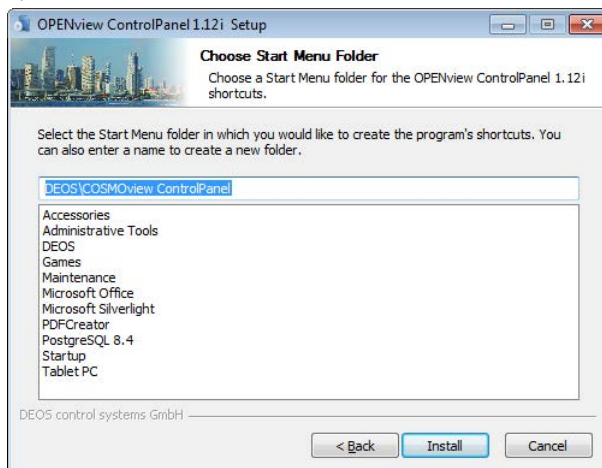 OPENview ControlPanel 1.12i Setup
Choose Start Menu Folder
Choose a Start Menu folder for the OPENview ControlPanel 1.12i
shortcuts.
Select the Start Menu folder in which you would like to create the program's shortcuts. You
can also enter a name to create a new folder.
DEOS\COSMOview ControlPanel
Accessories
Administrative Tools
DEOS
Games
Maintenance
Microsoft Office
Microsoft Silverlight
PDFCreator
PostgreSQL 8.4
Startup
Tablet PC
DEOS control systems GmbH
< Back Install Cancel